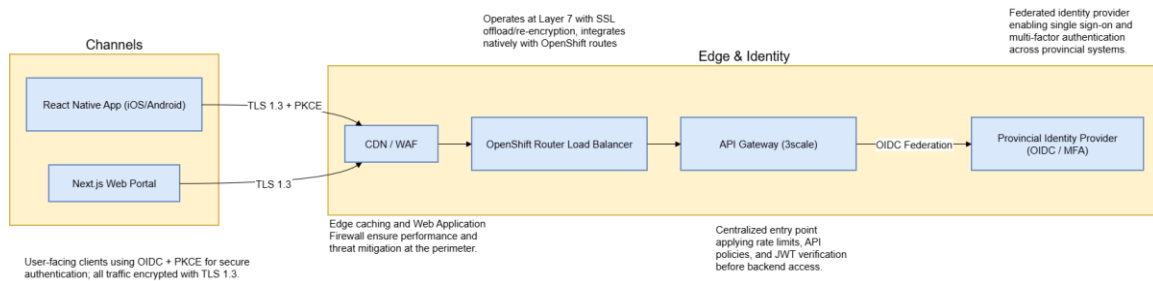 Operates at Layer 7 with SSL
offload/re-encryption, integrates
natively with OpenShift routes
Federated identity provider
enabling single sign-on and
multi-factor authentication
across provincial systems.
Channels
Edge & Identity
React Native App (iOS/Android)
TLS 1.3 + PKCE
CDN / WAF
OpenShift Router Load Balancer
API Gateway (3scale)
OIDC Federation
Provincial Identity Provider
(OIDC / MFA)
Next.js Web Portal
TLS 1.3
Edge caching and Web Application
Firewall ensure performance and
threat mitigation at the perimeter.
Centralized entry point
applying rate limits, API
policies, and JWT verification
before backend access.
User-facing clients using OIDC + PKCE for secure
authentication; all traffic encrypted with TLS 1.3.